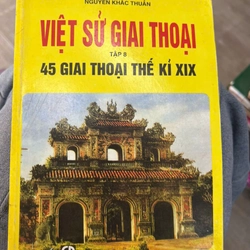 NGUYỄN KHẮC THUẦN
VIỆT SỬ GIAI THOẠI
TẬP 8
45 GIAI THOẠI THẾ KỈ XIX